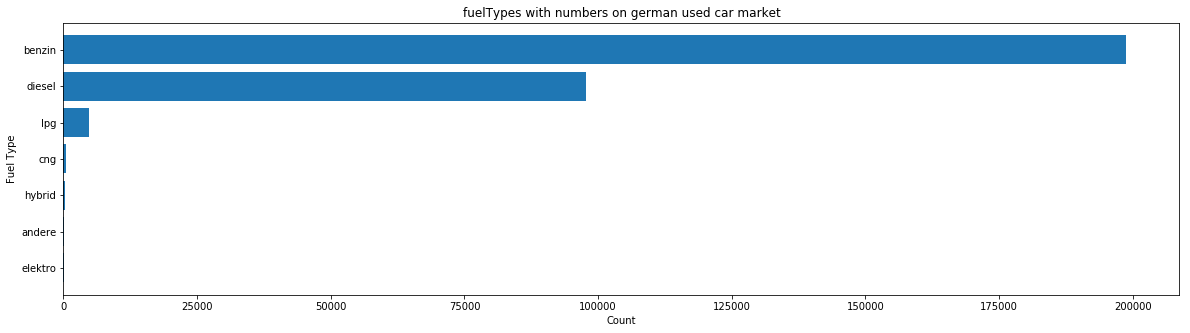 fuelTypes with numbers on german used car market
benzin
diesel
lpg
cng
hybrid
andere
elektro
Fuel Type
0 25000 50000 75000 100000 125000 150000 175000 200000
Count